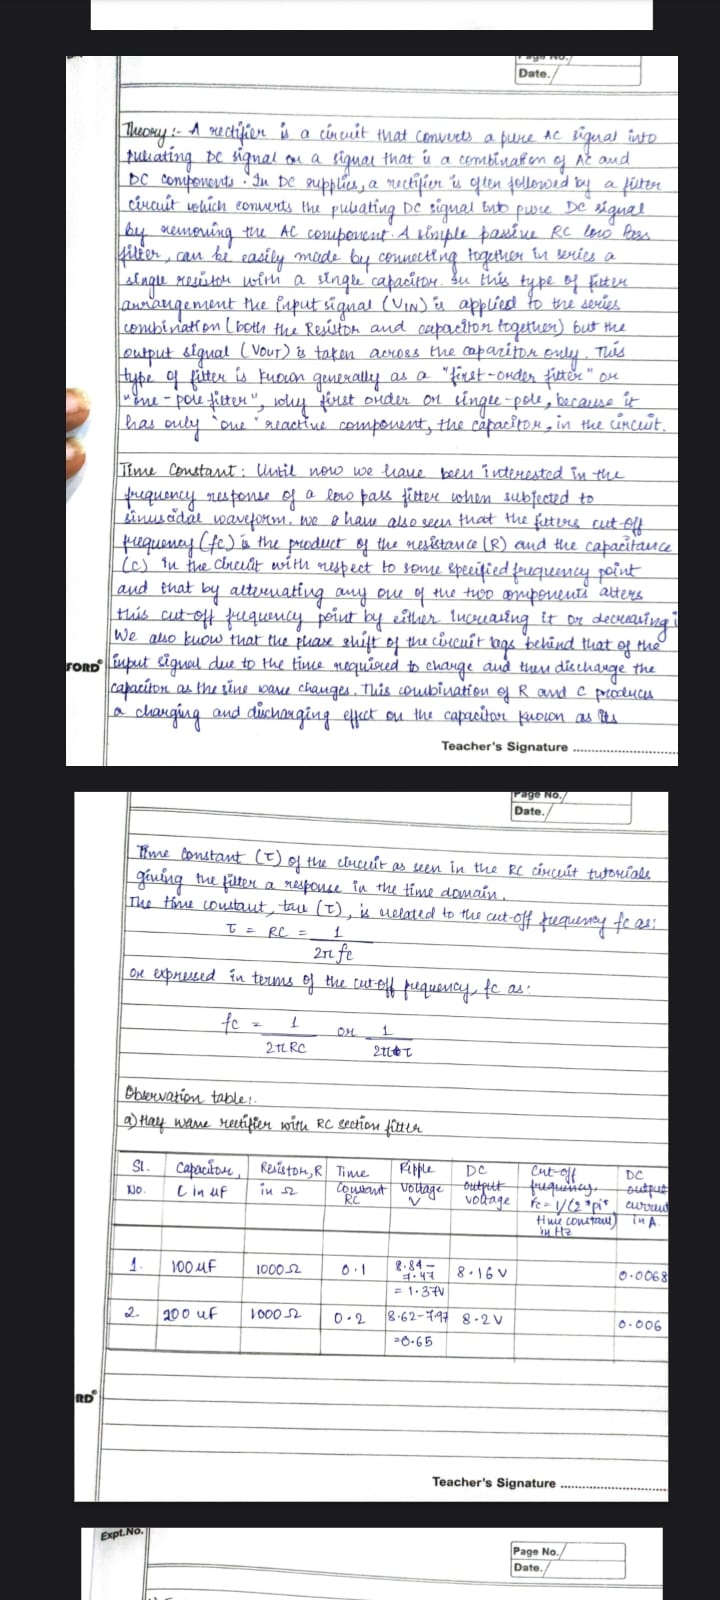 Page No.
Date.
Theory :- A rectifier is a circuit that converts a pure AC signal into
pulsating DC signal or a signal that is a combination of AC and
DC components. In DC supplies, a rectifier is often followed by a filter
circuit which converts the pulsating DC signal into pure DC signal
by removing the AC component. A simple passive RC low Pass
filter, can be easily made by connecting together in series a
single resistor with a single capacitor. In this type of filter
arrangement the input signal (VIN) is applied to the series
combination (both the Resistor and capacitor together) but the
output signal (VOUT) is taken across the capacitor only. This
type of filter is known generally as a "first-order filter" or
"one-pole filter", why first order or single-pole, because it
has only "one" reactive component, the capacitor, in the circuit.
Time Constant: Until now we have been interested in the
frequency response of a low pass filter when subjected to
sinusoidal waveform. we have also seen that the filters cut-off
frequency (fc) is the product of the resistance (R) and the capacitance
(C) in the circuit with respect to some specified frequency point
and that by alternating any one of the two components alters
this cut-off frequency point by either increasing it or decreasing
We also know that the phase shift of the circuit lags behind that of the
FORD input signal due to the time required to charge and then discharge the
capacitor as the sine wave changes. This combination of R and C produces
a charging and discharging effect on the capacitor known as its
Teacher's Signature
Page No.
Date.
Time Constant (τ) of the circuit as seen in the RC circuit tutorials
giving the filter a response in the time domain.
The time constant, tau (τ), is related to the cut-off frequency fc as:
τ = RC = 1
2π fc
or expressed in terms of the cut-off frequency, fc as:
fc = 1 or 1
2π RC 2π τ
Observation table:
a) Half wave rectifier with RC section filter
Sl. No. Capacitor, C in uF Resistor, R in Ω Time Constant RC Ripple Voltage V DC output voltage Cut-off frequency, Fc = 1/(2*pi* time constant) in Hz DC output current in A.
1. 100 uF 1000 Ω 0.1 8.84 - 7.47 = 1.37V 8.16 V 0.0068
2. 200 uF 1000 Ω 0.2 8.62-7.97 =0.65 8.2 V 0.006
RD
Teacher's Signature
Expt. No.
Page No.
Date.